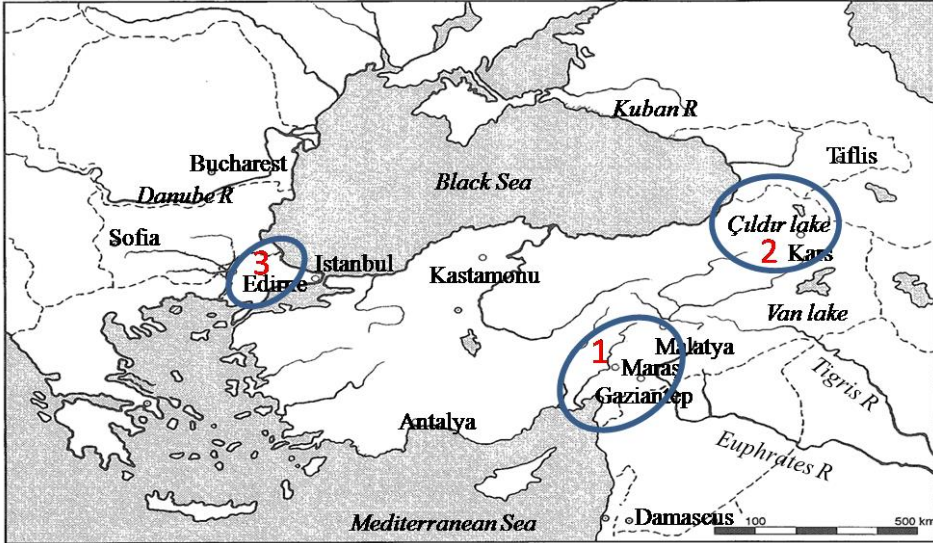 Kuban R
Tiflis
Bucharest
Black Sea
Danube R
Çıldır lake
Sofia
2
3
Istanbul
Kars
Kastamonu
Edirne
Van lake
1
Malatya
Maras
Tigris R
Gaziantep
Antalya
Euphrates R
Mediterranean Sea
Damascus
100
500 km